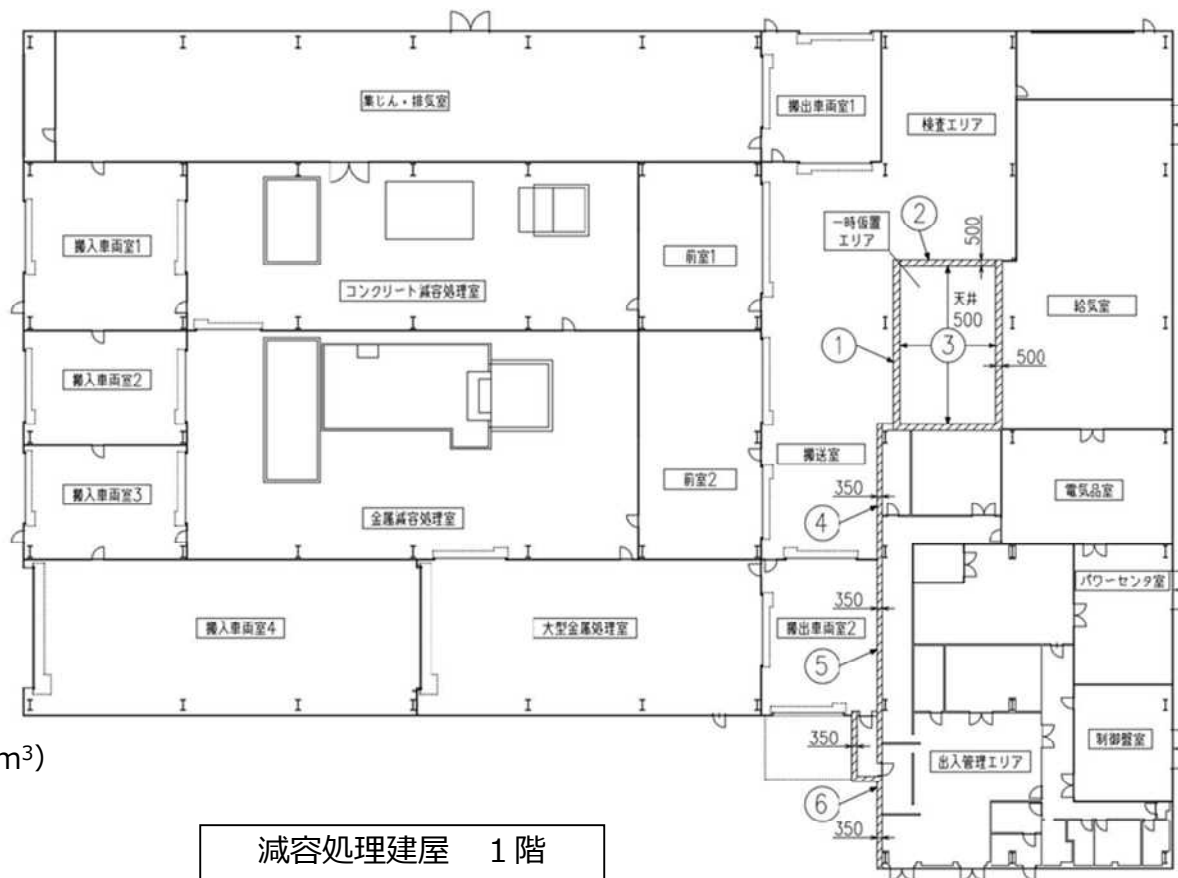 集じん・排気室
搬出車両室1
検査エリア
搬入車両室1
コンクリート減容処理室
前室1
一時仮置
エリア
②
500
天井
500
③
①
500
給気室
搬入車両室2
搬入車両室3
金属減容処理室
前室2
搬送室
350
④
電気品室
パワーセンタ室
搬入車両室4
大型金属処理室
搬出車両室2
350
⑤
350
出入管理エリア
制御盤室
⑥
350
m³)
減容処理建屋 1階